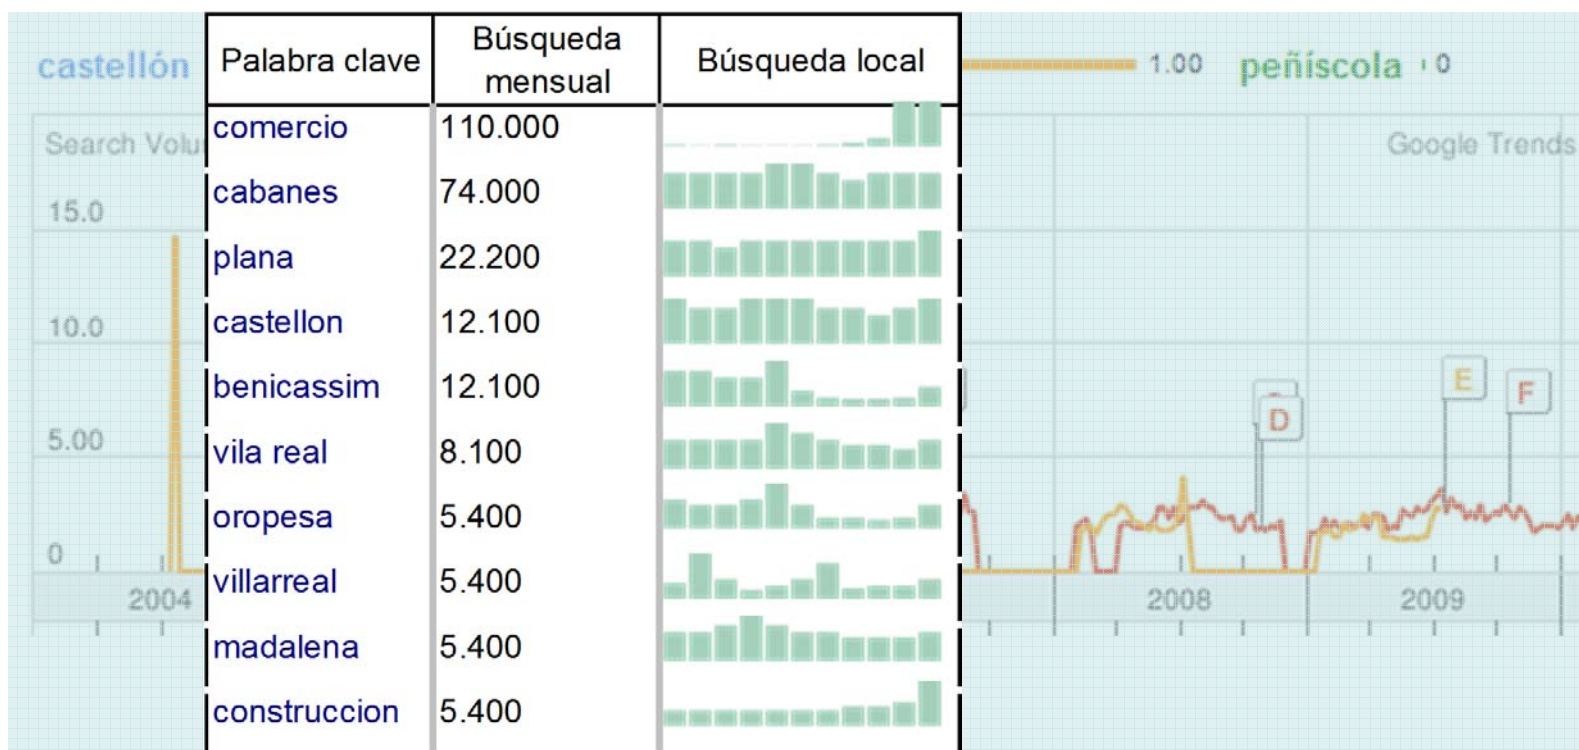 castellón
1.00
peñíscola
0
Palabra clave
Búsqueda mensual
Búsqueda local
comercio 110.000
cabanes 74.000
plana 22.200
castellon 12.100
benicassim 12.100
vila real 8.100
oropesa 5.400
villarreal 5.400
madalena 5.400
construccion 5.400
Search
Google Trends
15.0
10.0
5.00
0
D
E
F
2004
2008
2009